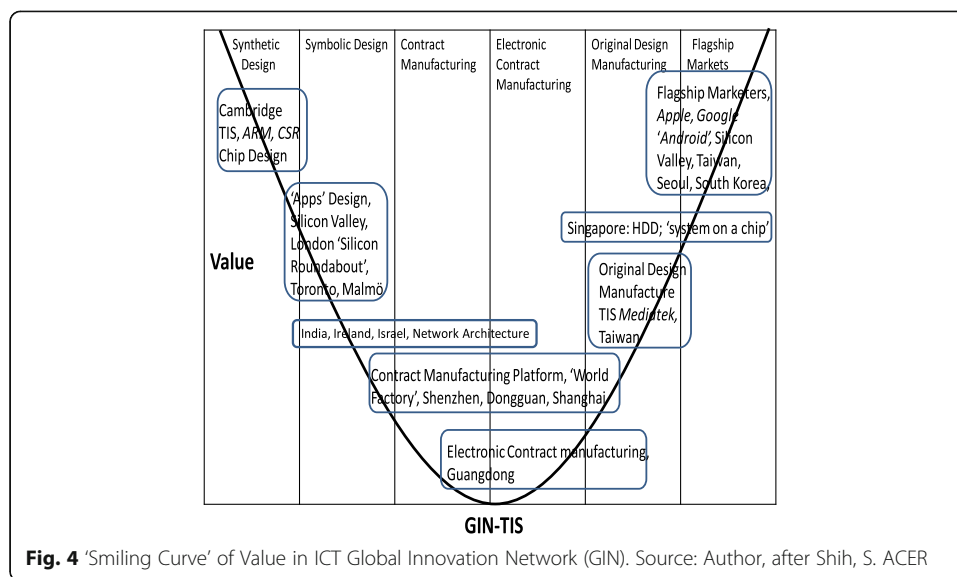 Synthetic
Design
Symbolic Design
Contract
Manufacturing
Electronic
Contract
Manufacturing
Original Design
Manufacturing
Flagship
Markets
Cambridge
TIS, ARM, CSR
Chip Design
Flagship Marketers,
Apple, Google
‘Android’, Silicon
Valley, Taiwan,
Seoul, South Korea,
‘Apps’ Design,
Silicon Valley,
London ‘Silicon
Roundabout’,
Toronto, Malmö
Singapore: HDD; ‘system on a chip’
Value
Original Design
Manufacture
TIS Mediatek,
Taiwan
India, Ireland, Israel, Network Architecture
Contract Manufacturing Platform, ‘World
Factory’, Shenzhen, Dongguan, Shanghai
Electronic Contract manufacturing,
Guangdong
GIN-TIS
Fig. 4 ‘Smiling Curve’ of Value in ICT Global Innovation Network (GIN). Source: Author, after Shih, S. ACER